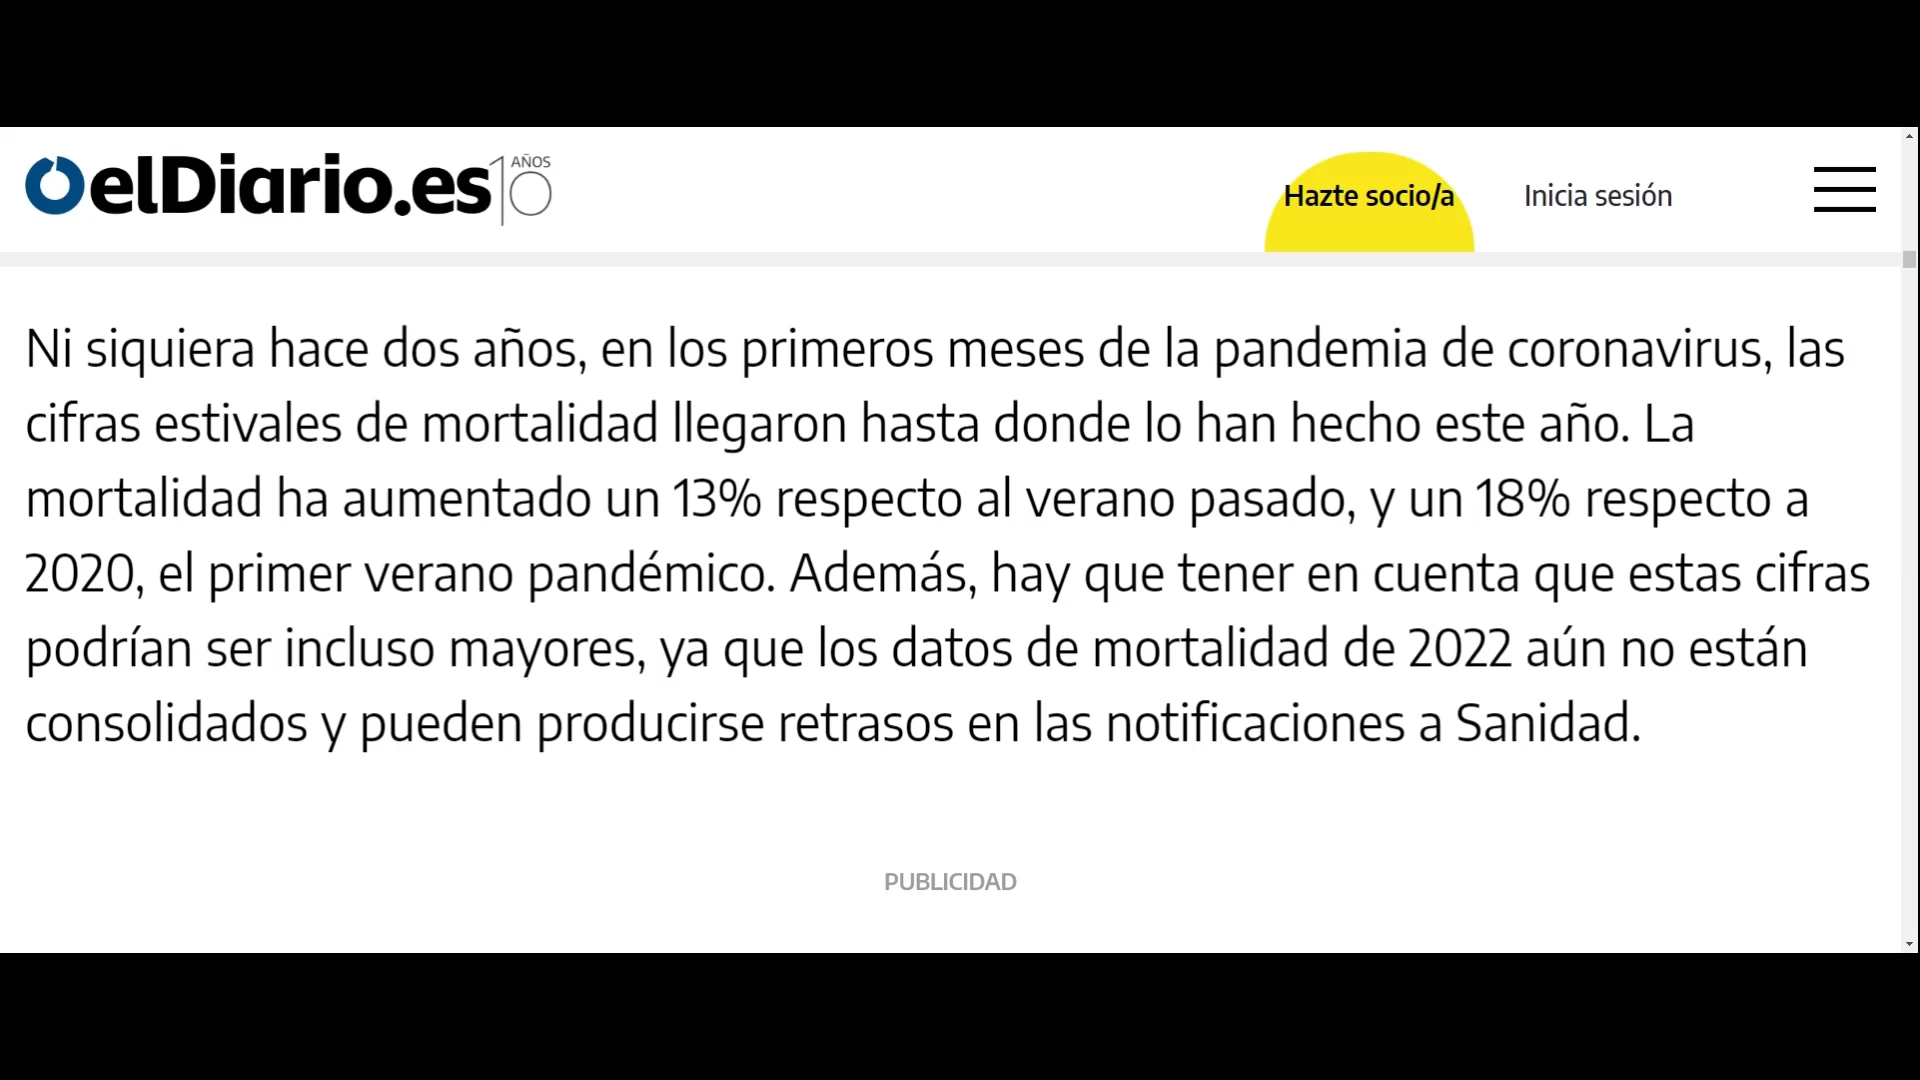 elDiario.es 10 AÑOS
Hazte socio/a
Inicia sesión
Ni siquiera hace dos años, en los primeros meses de la pandemia de coronavirus, las
cifras estivales de mortalidad llegaron hasta donde lo han hecho este año. La
mortalidad ha aumentado un 13% respecto al verano pasado, y un 18% respecto a
2020, el primer verano pandémico. Además, hay que tener en cuenta que estas cifras
podrían ser incluso mayores, ya que los datos de mortalidad de 2022 aún no están
consolidados y pueden producirse retrasos en las notificaciones a Sanidad.
PUBLICIDAD